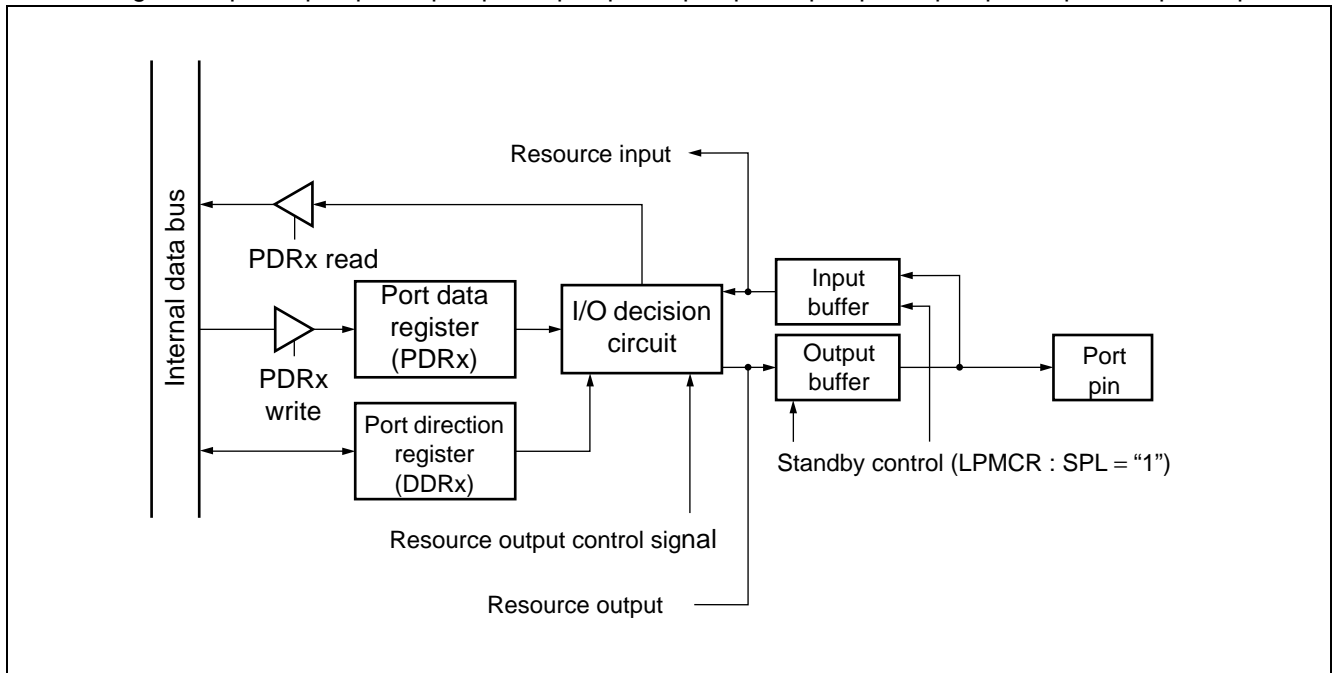 Resource input
Internal data bus
PDRx read
Port data
register
(PDRx)
I/O decision
circuit
Input
buffer
Output
buffer
Port
pin
PDRx
write
Port direction
register
(DDRx)
Standby control (LPMCR : SPL = “1”)
Resource output control signal
Resource output